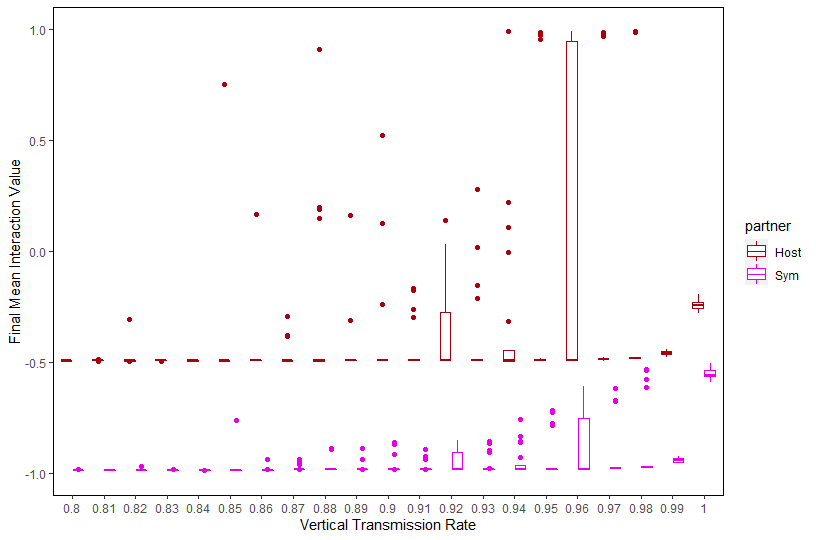 1.0
0.5
0.0
-0.5
-1.0
Final Mean Interaction Value
0.8 0.81 0.82 0.83 0.84 0.85 0.86 0.87 0.88 0.89 0.9 0.91 0.92 0.93 0.94 0.95 0.96 0.97 0.98 0.99 1
Vertical Transmission Rate
partner
Host
Sym